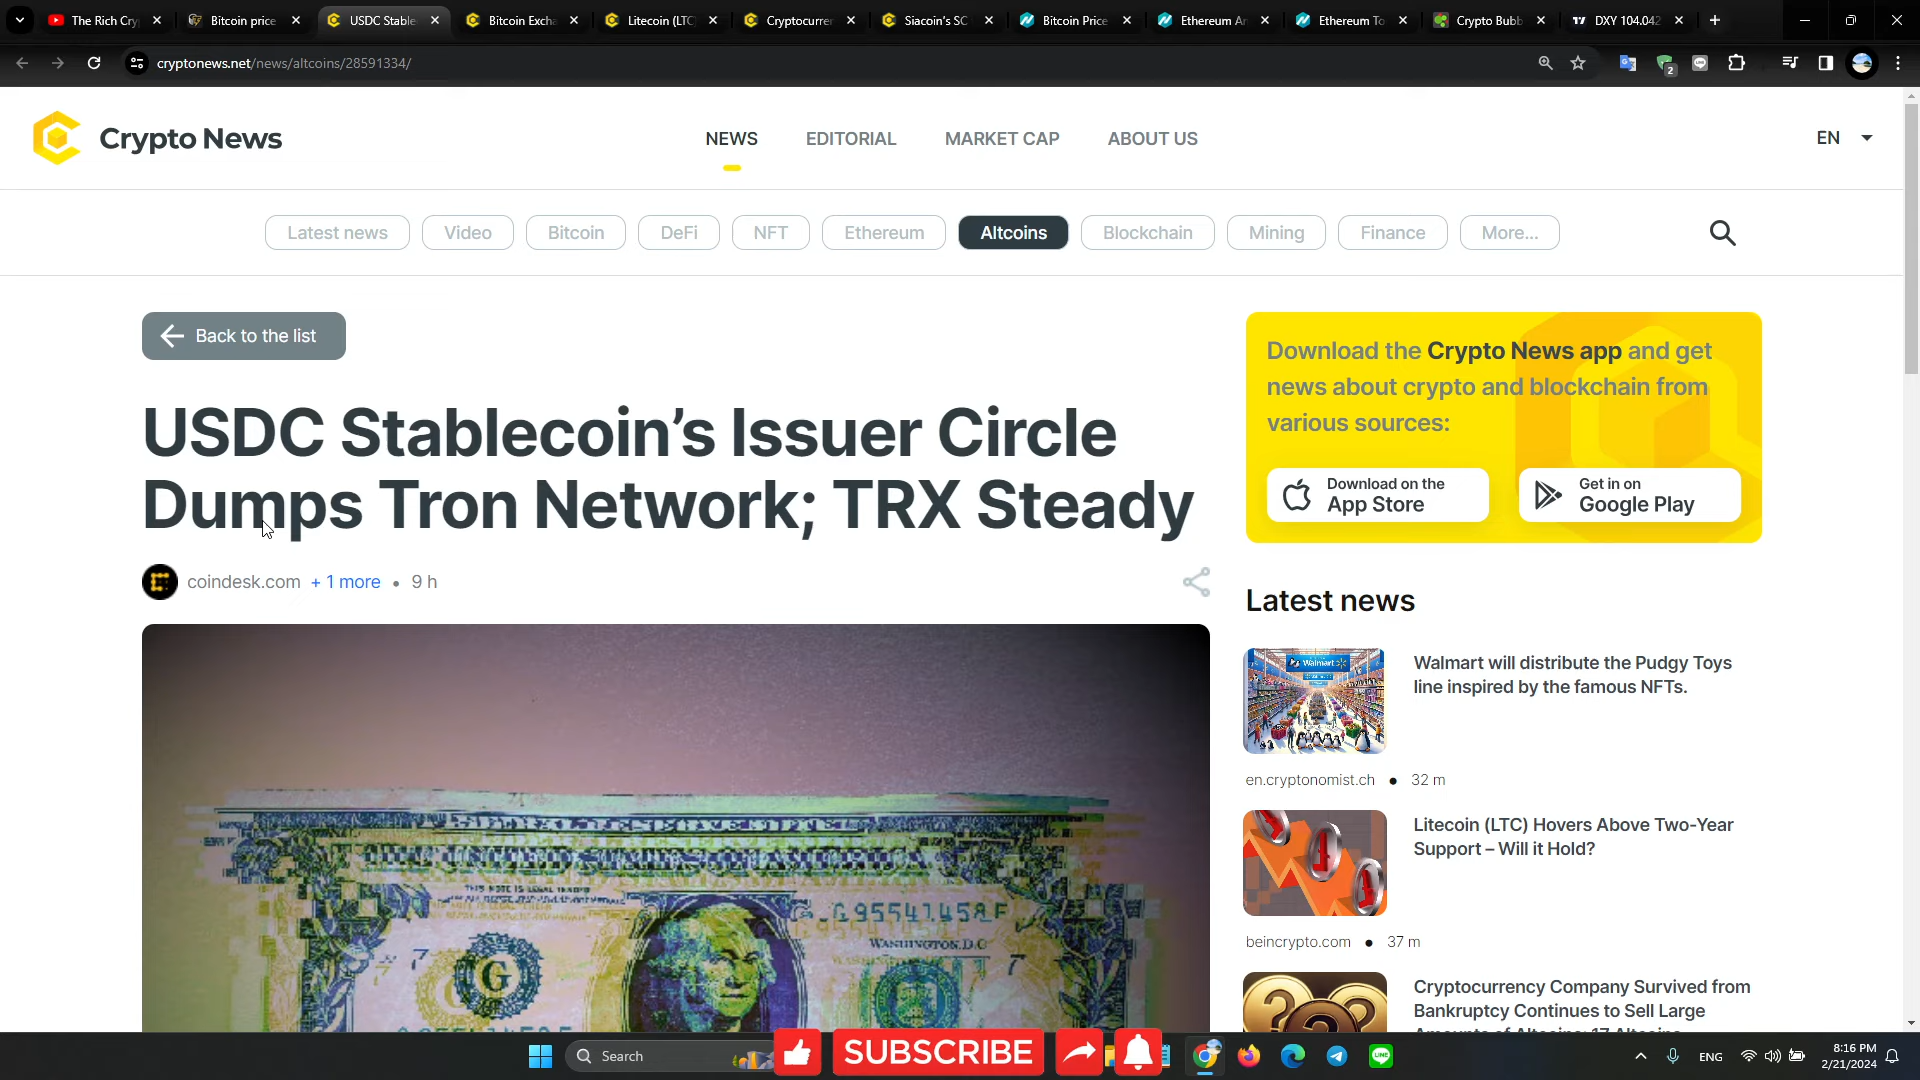 The Rich Cry
Bitcoin price
USDC Stable
Bitcoin Excha
Litecoin (LTC
Cryptocurren
Siacoin's SC
Bitcoin Price
Ethereum An
Ethereum To
Crypto Bubb
DXY 104.042
cryptonews.net/news/altcoins/28591334/
2
Crypto News
NEWS
EDITORIAL
MARKET CAP
ABOUT US
EN
Latest news
Video
Bitcoin
DeFi
NFT
Ethereum
Altcoins
Blockchain
Mining
Finance
More...
Back to the list
USDC Stablecoin's Issuer Circle
Dumps Tron Network; TRX Steady
coindesk.com + 1 more • 9 h
Download the Crypto News app and get
news about crypto and blockchain from
various sources:
Download on the
App Store
Get in on
Google Play
Latest news
Walmart
Walmart will distribute the Pudgy Toys
line inspired by the famous NFTs.
en.cryptonomist.ch • 32 m
Litecoin (LTC) Hovers Above Two-Year
Support – Will it Hold?
beincrypto.com • 37 m
Cryptocurrency Company Survived from
Bankruptcy Continues to Sell Large
G95541458F
WASHINGTON, D.C.
7
7
G
Search
SUBSCRIBE
LINE
ENG
8:16 PM
2/21/2024